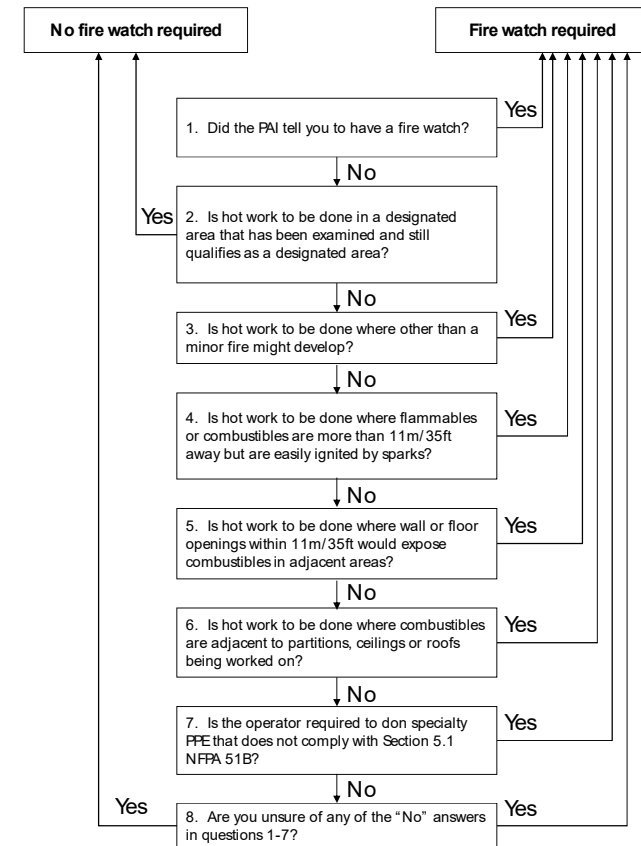 No fire watch required
Fire watch required
1. Did the PAI tell you to have a fire watch?
Yes
No
Yes
2. Is hot work to be done in a designated
area that has been examined and still
qualifies as a designated area?
No
3. Is hot work to be done where other than a
minor fire might develop?
Yes
No
4. Is hot work to be done where flammables
or combustibles are more than 11m/35ft
away but are easily ignited by sparks?
Yes
No
5. Is hot work to be done where wall or floor
openings within 11m/35ft would expose
combustibles in adjacent areas?
Yes
No
6. Is hot work to be done where combustibles
are adjacent to partitions, ceilings or roofs
being worked on?
Yes
No
7. Is the operator required to don specialty
PPE that does not comply with Section 5.1
NFPA 51B?
Yes
No
Yes
8. Are you unsure of any of the “No” answers
in questions 1-7?
Yes